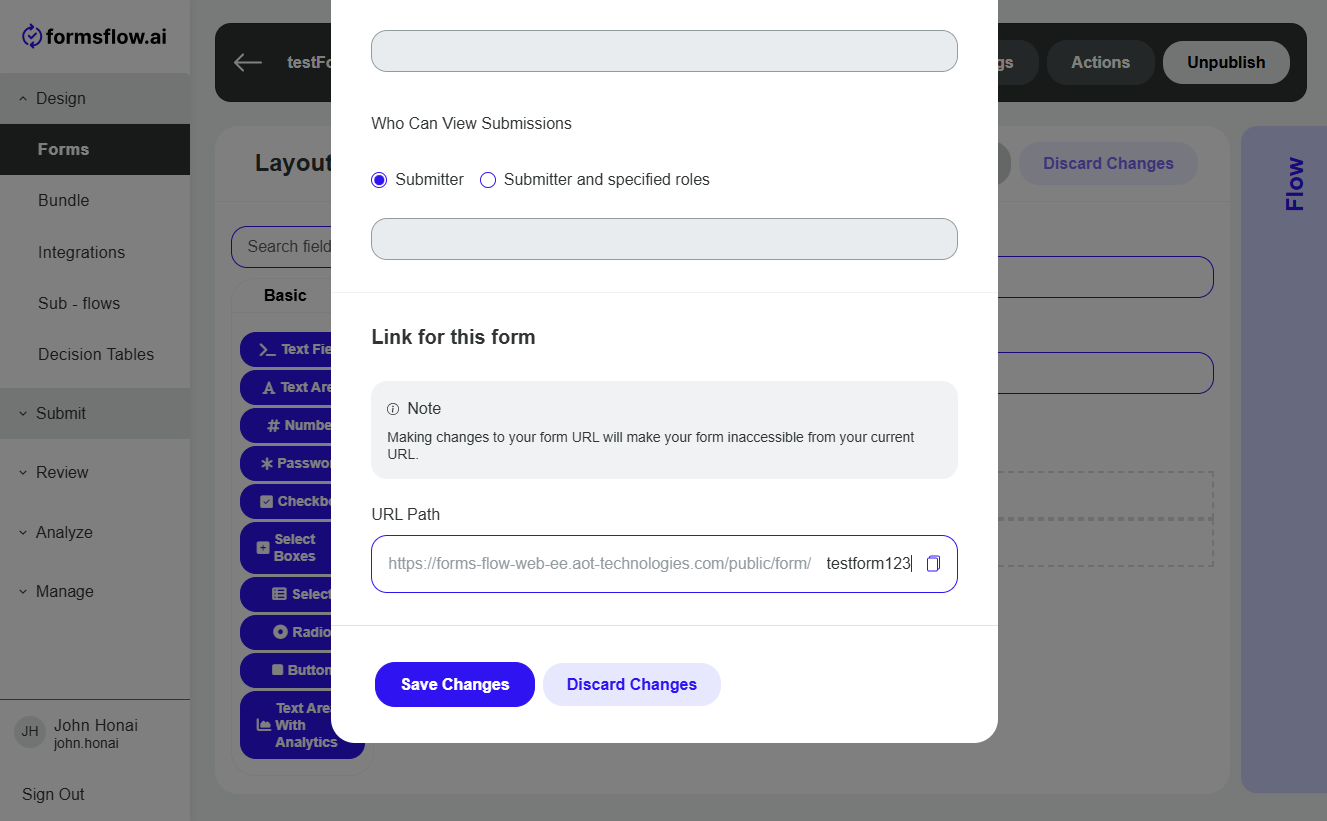 formsflow.ai
Design
Forms
Bundle
Integrations
Sub - flows
Decision Tables
Submit
Review
Analyze
Manage
JH
John Honai
john.honai
Sign Out
testFo
gs
Actions
Unpublish
Layout
Discard Changes
Flow
Search field
Basic
Text Fie
Text Are
Numbe
Passwor
Checkbo
Select
Boxes
Select
Radio
Button
Text Area
With
Analytics
Who Can View Submissions
Submitter
Submitter and specified roles
Link for this form
Note
Making changes to your form URL will make your form inaccessible from your current
URL.
URL Path
https://forms-flow-web-ee.aot-technologies.com/public/form/ testform123
Save Changes
Discard Changes